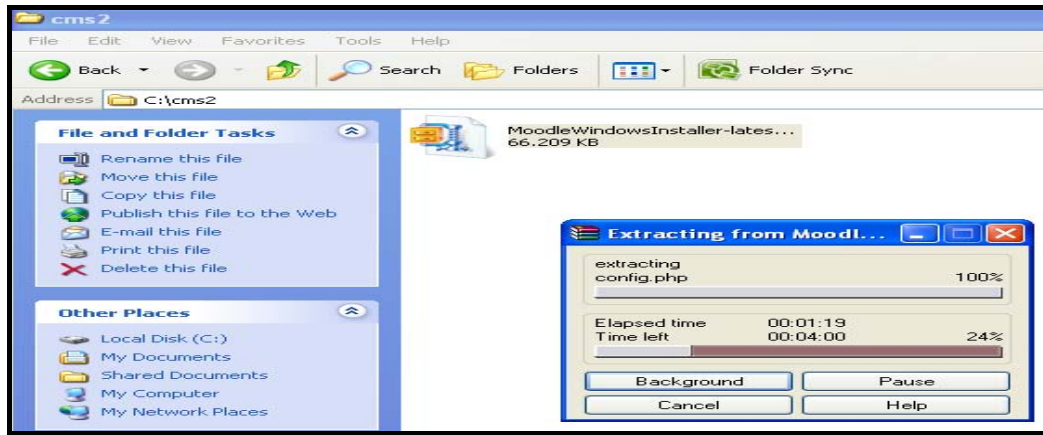 cms2
File Edit View Favorites Tools Help
Back Search Folders Folder Sync
Address C:\cms2
File and Folder Tasks
Rename this file
Move this file
Copy this file
Publish this file to the Web
E-mail this file
Print this file
Delete this file
Other Places
Local Disk (C:)
My Documents
Shared Documents
My Computer
My Network Places
MoodleWindowsInstaller-lates...
66.209 KB
Extracting from Moodl...
extracting
config.php 100%
Elapsed time 00:01:19
Time left 00:04:00 24%
Background Pause
Cancel Help